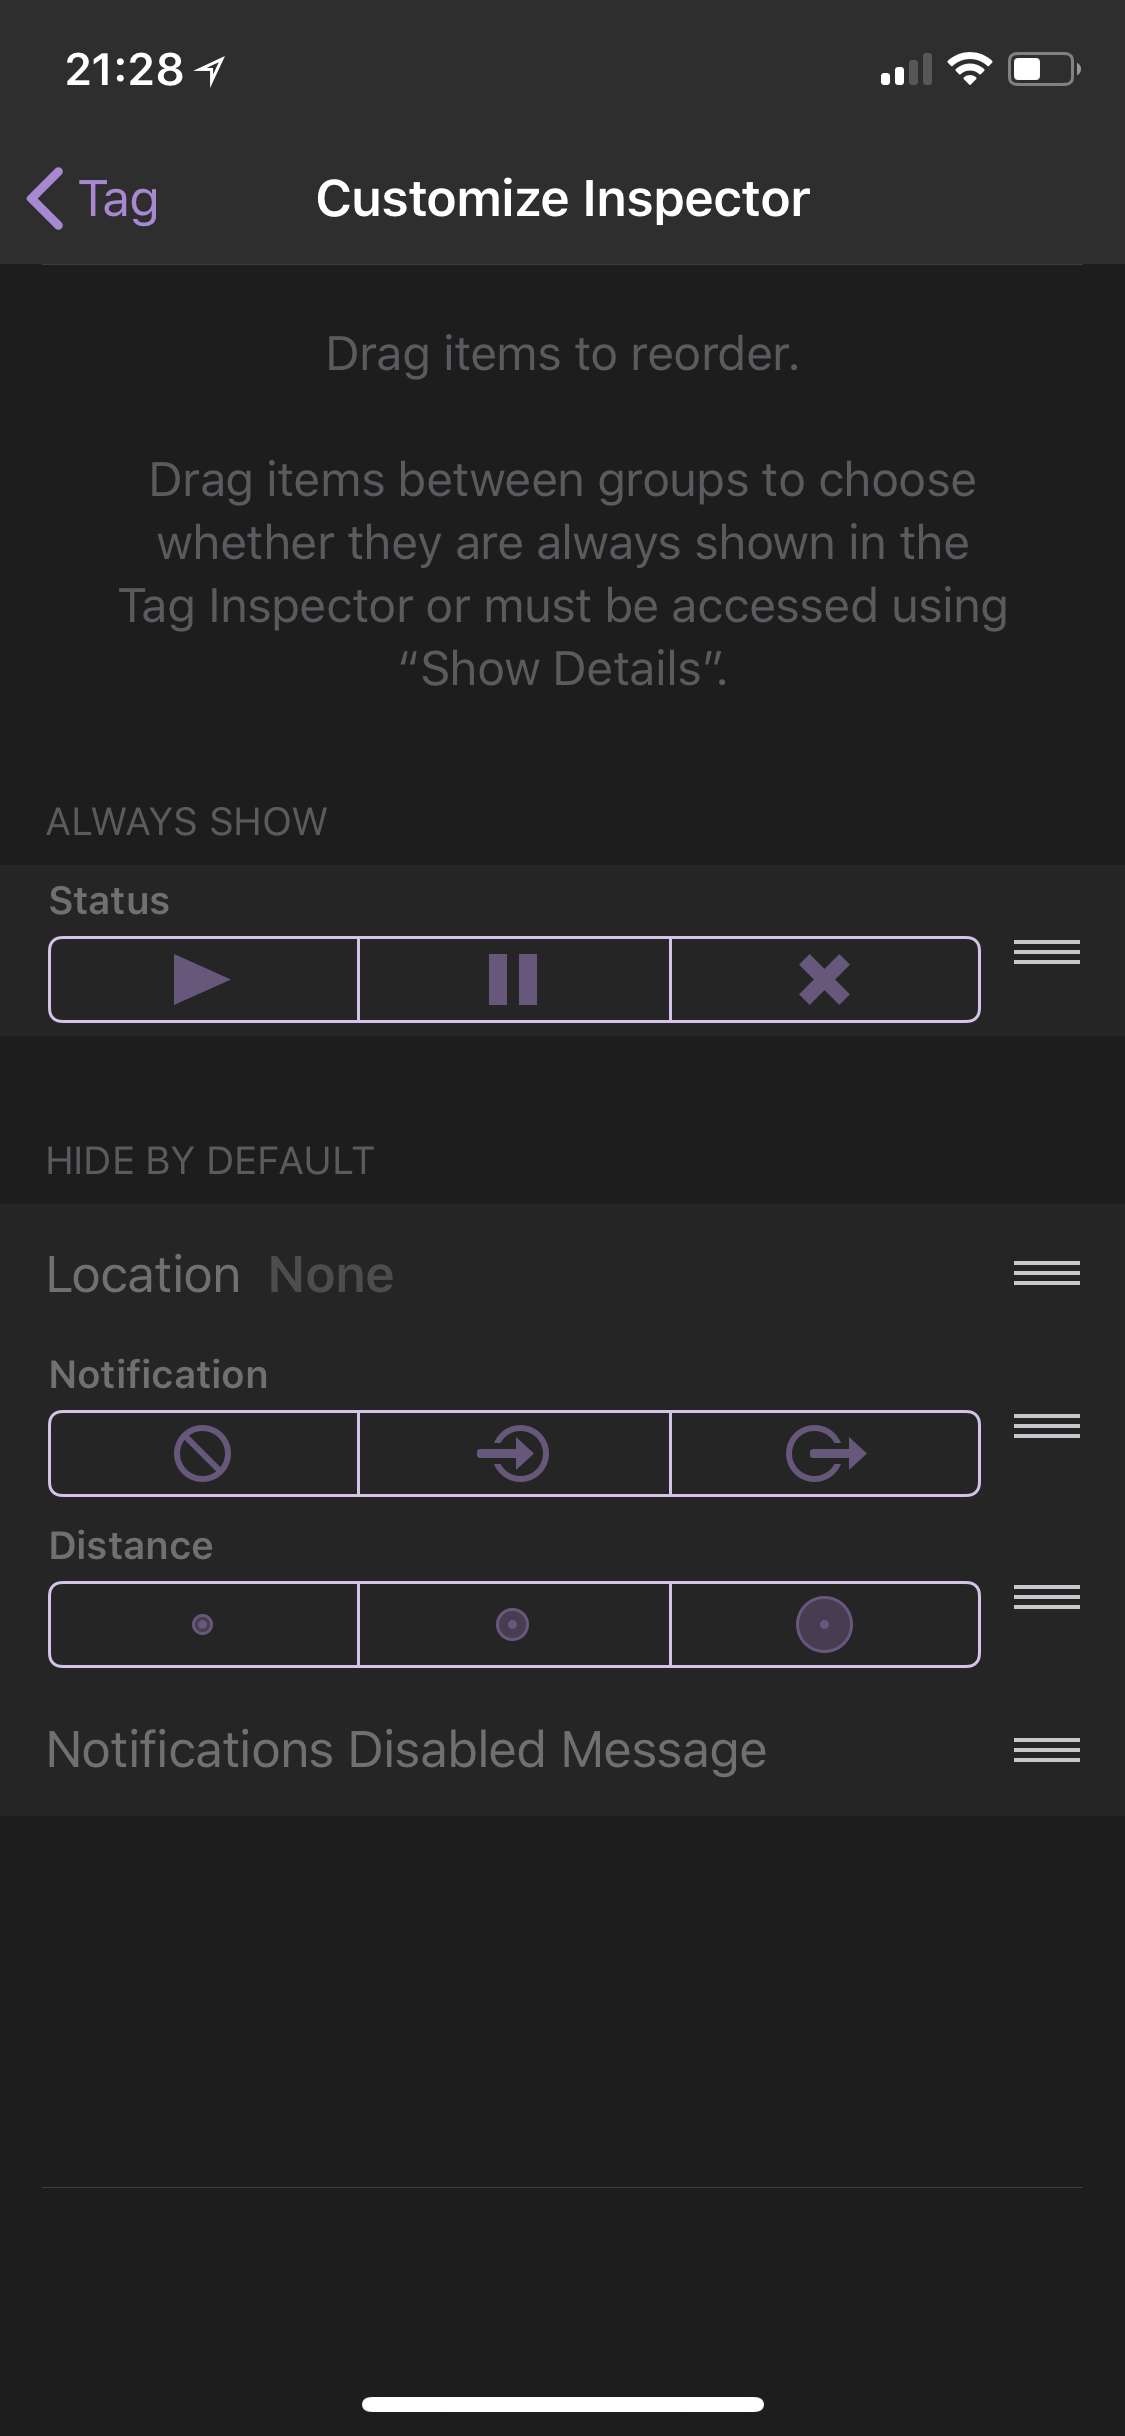 21:28
Tag
Customize Inspector
Drag items to reorder.
Drag items between groups to choose
whether they are always shown in the
Tag Inspector or must be accessed using
“Show Details”.
ALWAYS SHOW
Status
HIDE BY DEFAULT
Location None
Notification
Distance
Notifications Disabled Message